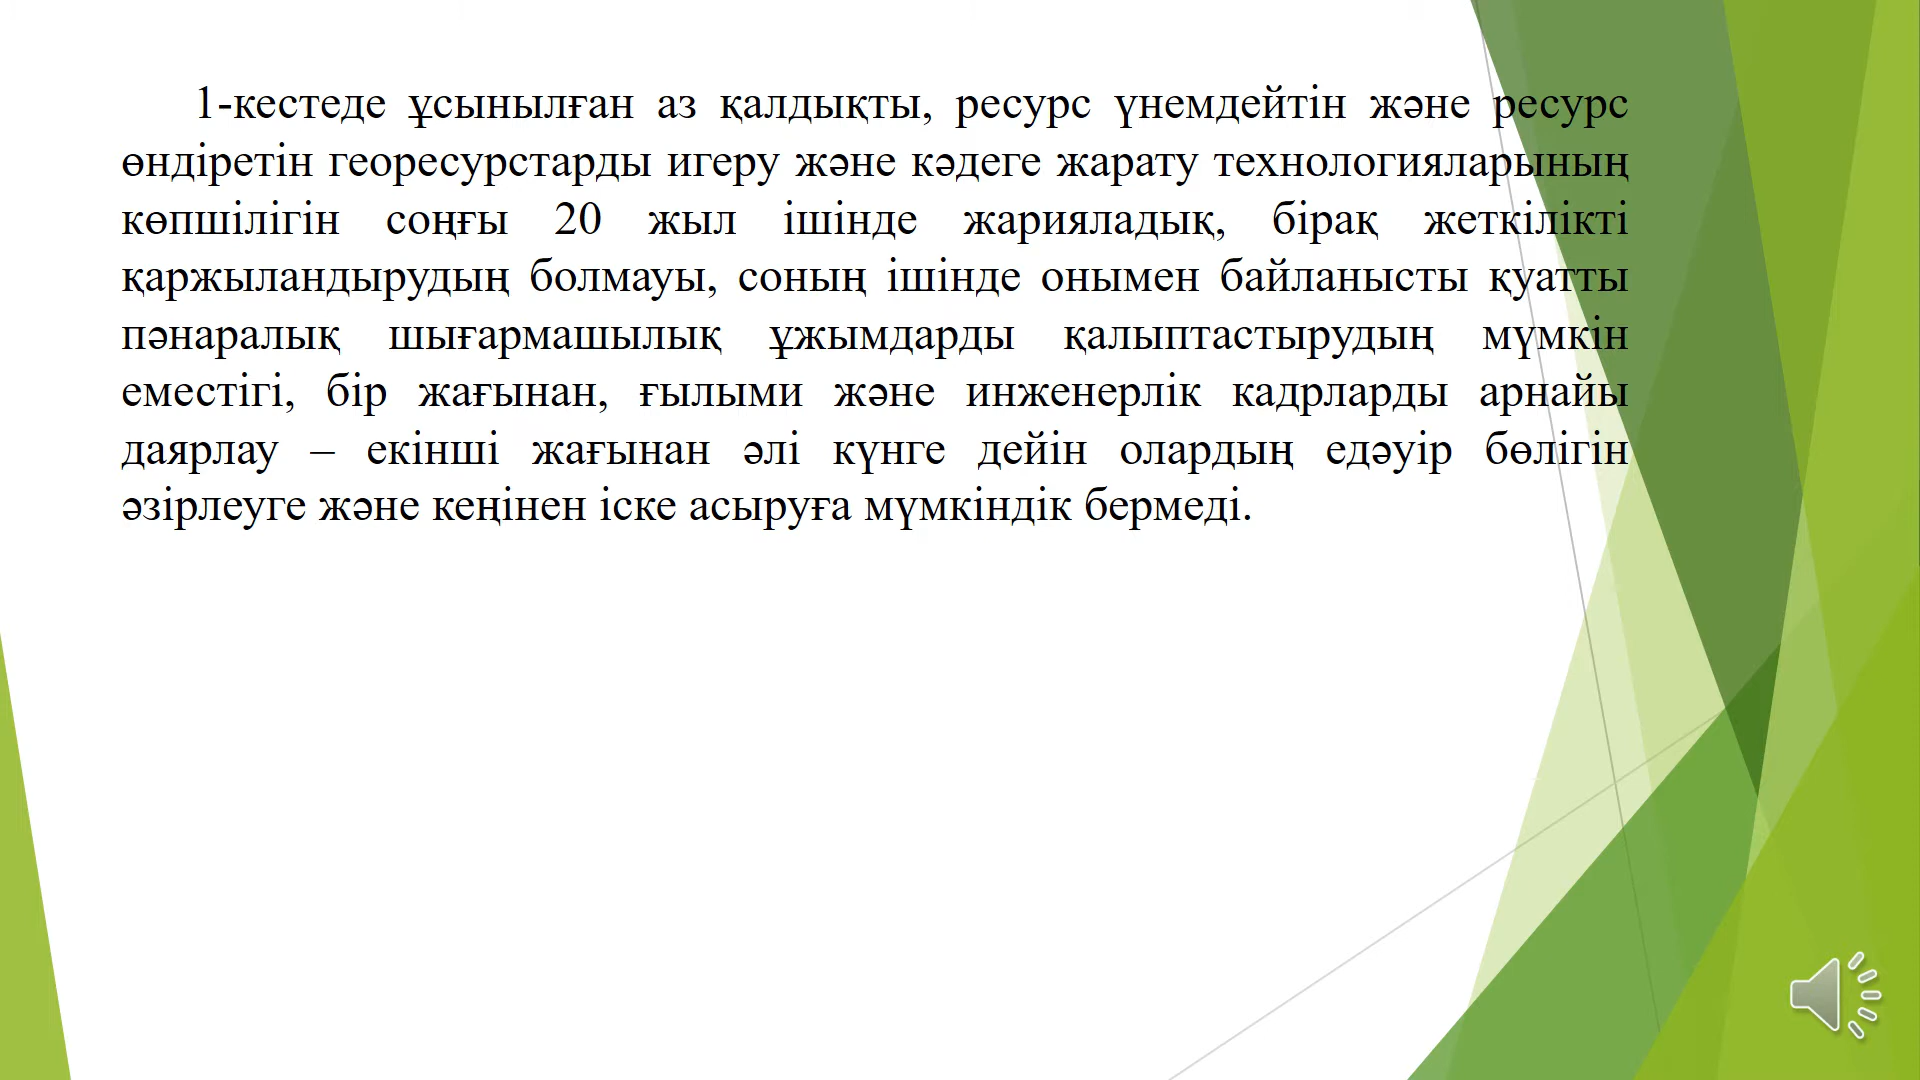 1-кестеде ұсынылған аз қалдықты, ресурс үнемдейтін және ресурс
өндіретін георесурстарды игеру және кәдеге жарату технологияларының
көпшілігін соңғы 20 жыл ішінде жарияладық, бірақ жеткілікті
қаржыландырудың болмауы, соның ішінде онымен байланысты қуатты
пәнаралық шығармашылық ұжымдарды қалыптастырудың мүмкін
еместігі, бір жағынан, ғылыми және инженерлік кадрларды арнайы
даярлау – екінші жағынан әлі күнге дейін олардың едәуір бөлігін
әзірлеуге және кеңінен іске асыруға мүмкіндік бермеді.